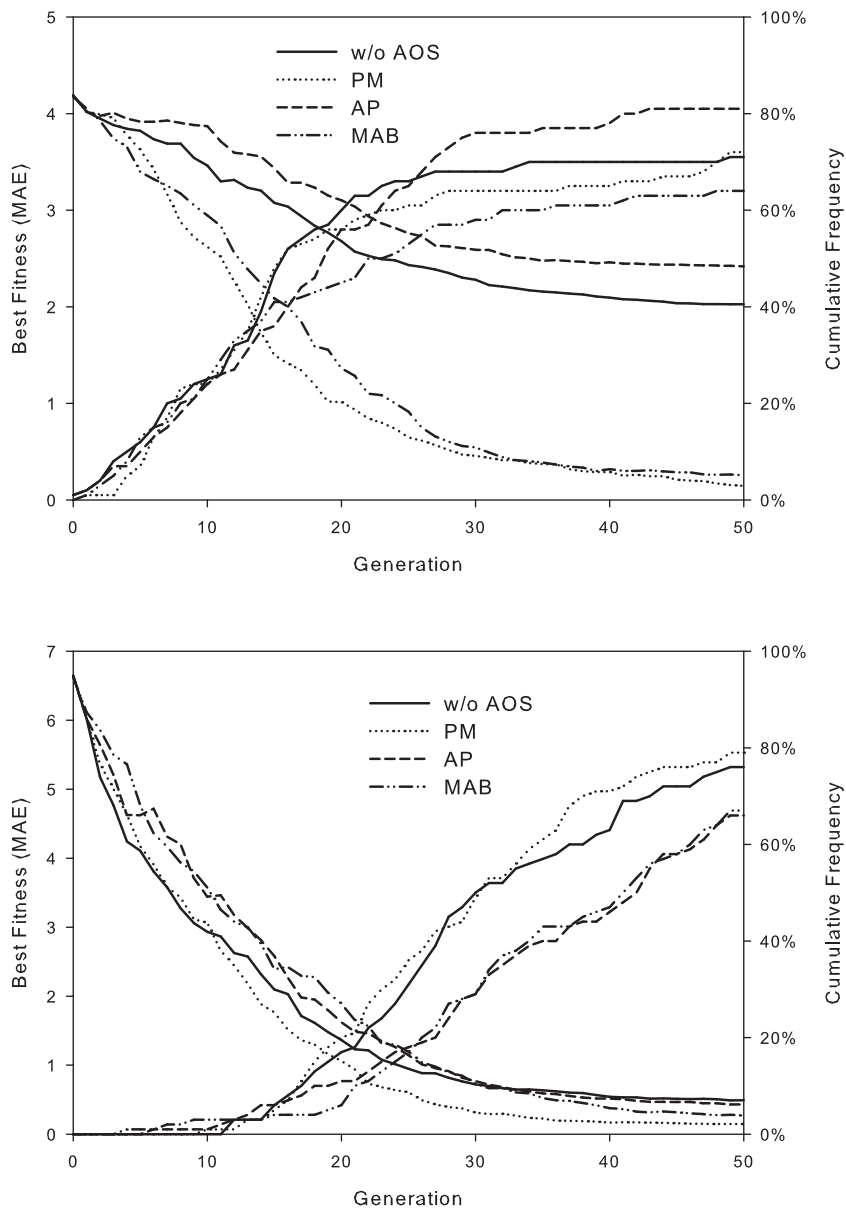 5 100%
w/o AOS
PM
4 80%
AP
MAB
Best Fitness (MAE)
Cumulative Frequency
3 60%
2 40%
1 20%
0 0%
0 10 20 30 40 50
Generation
7 100%
w/o AOS
6
PM
80%
AP
5
MAB
Best Fitness (MAE)
Cumulative Frequency
60%
4
3
40%
2
20%
1
0 0%
0 10 20 30 40 50
Generation